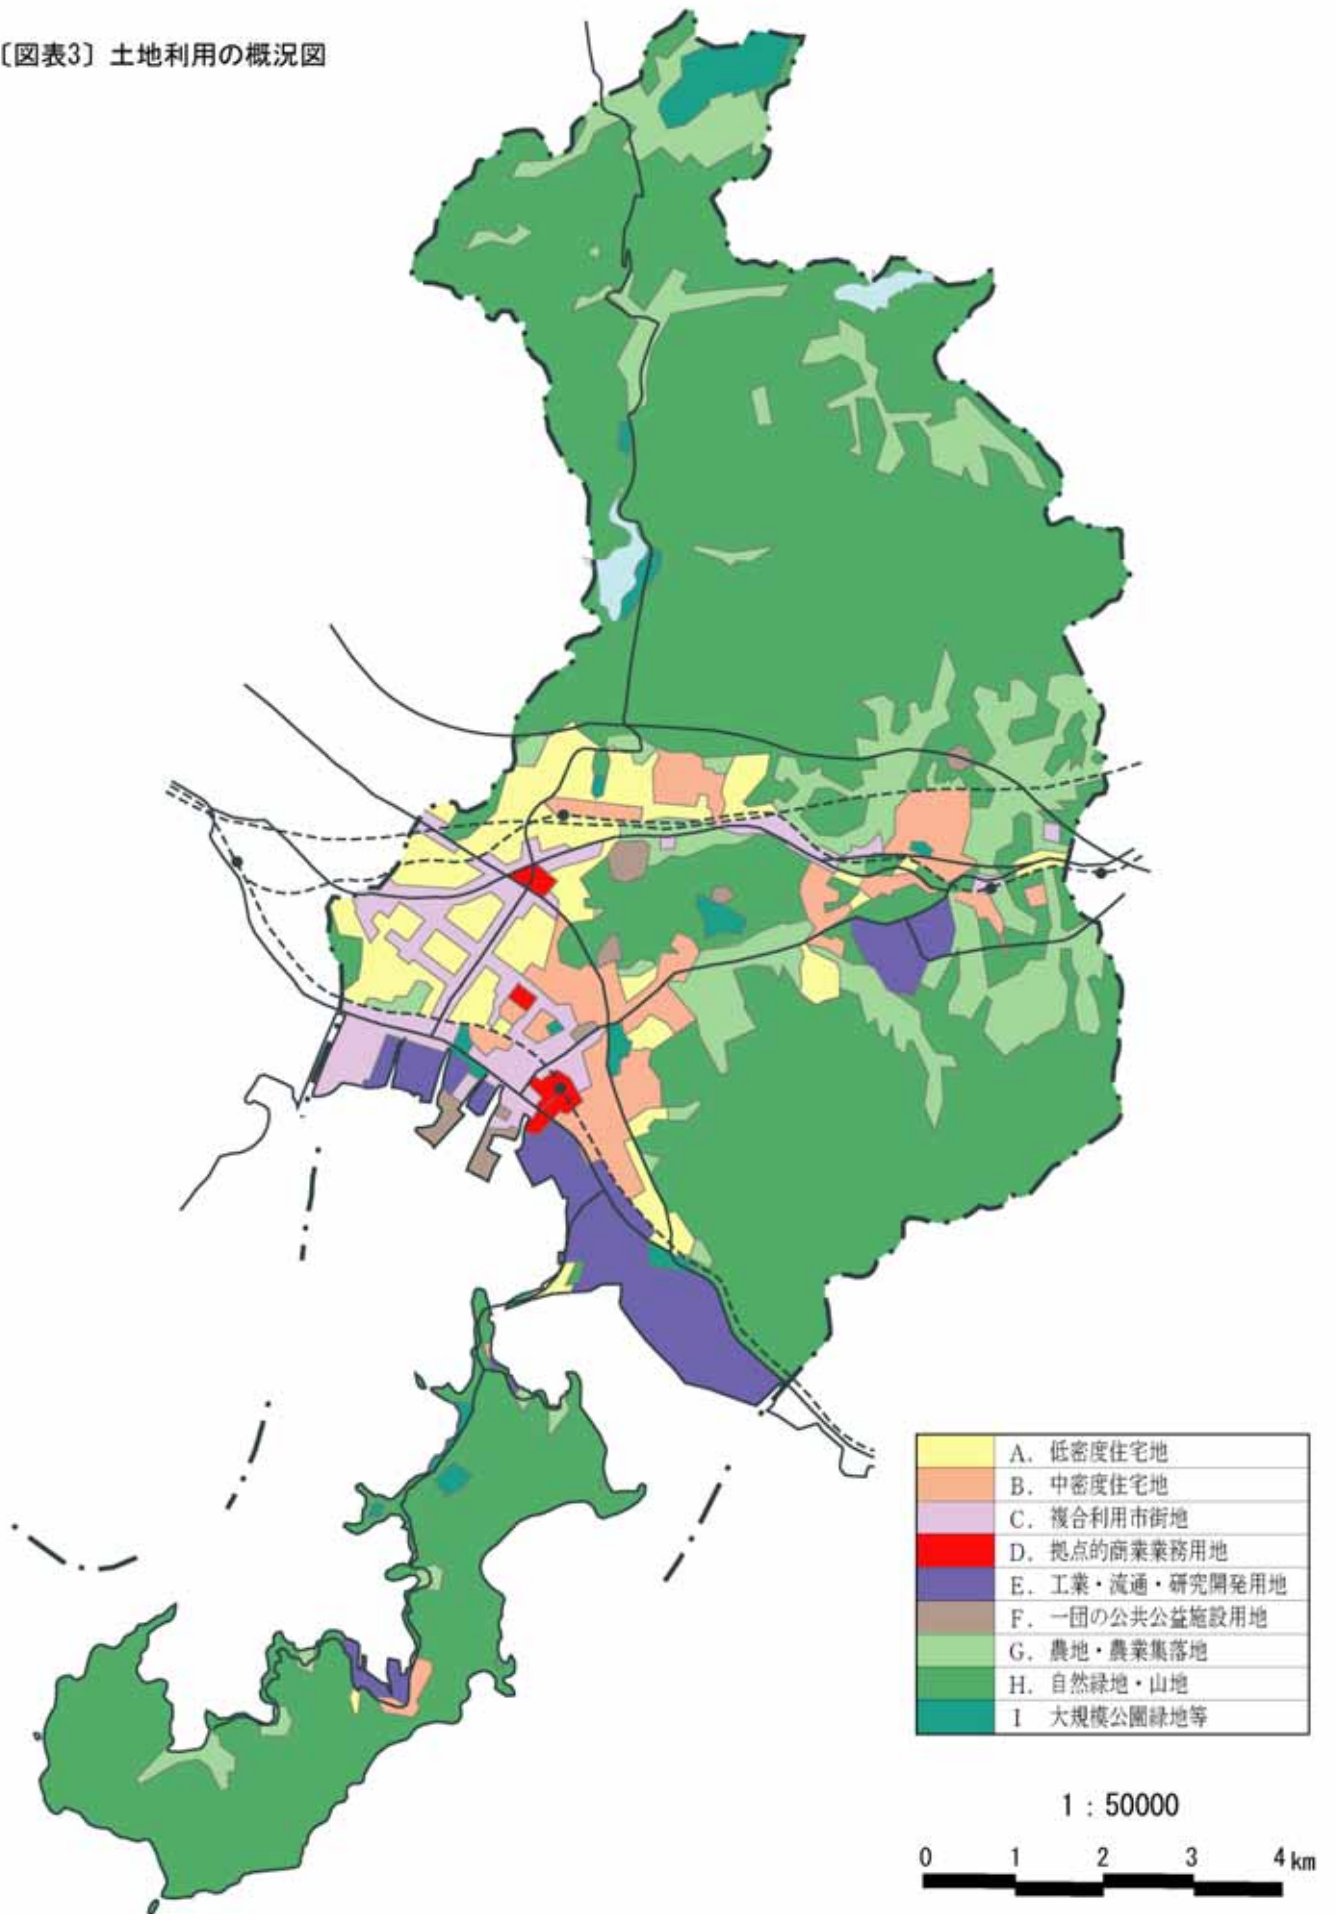 〔図表3〕土地利用の概況図
A．低密度住宅地
B．中密度住宅地
C．複合利用市街地
D．拠点的商業業務用地
E．工業・流通・研究開発用地
F．一団の公共公益施設用地
G．農地・農業集落地
H．自然緑地・山地
I 大規模公園緑地等
1：50000
0 1 2 3 4 km